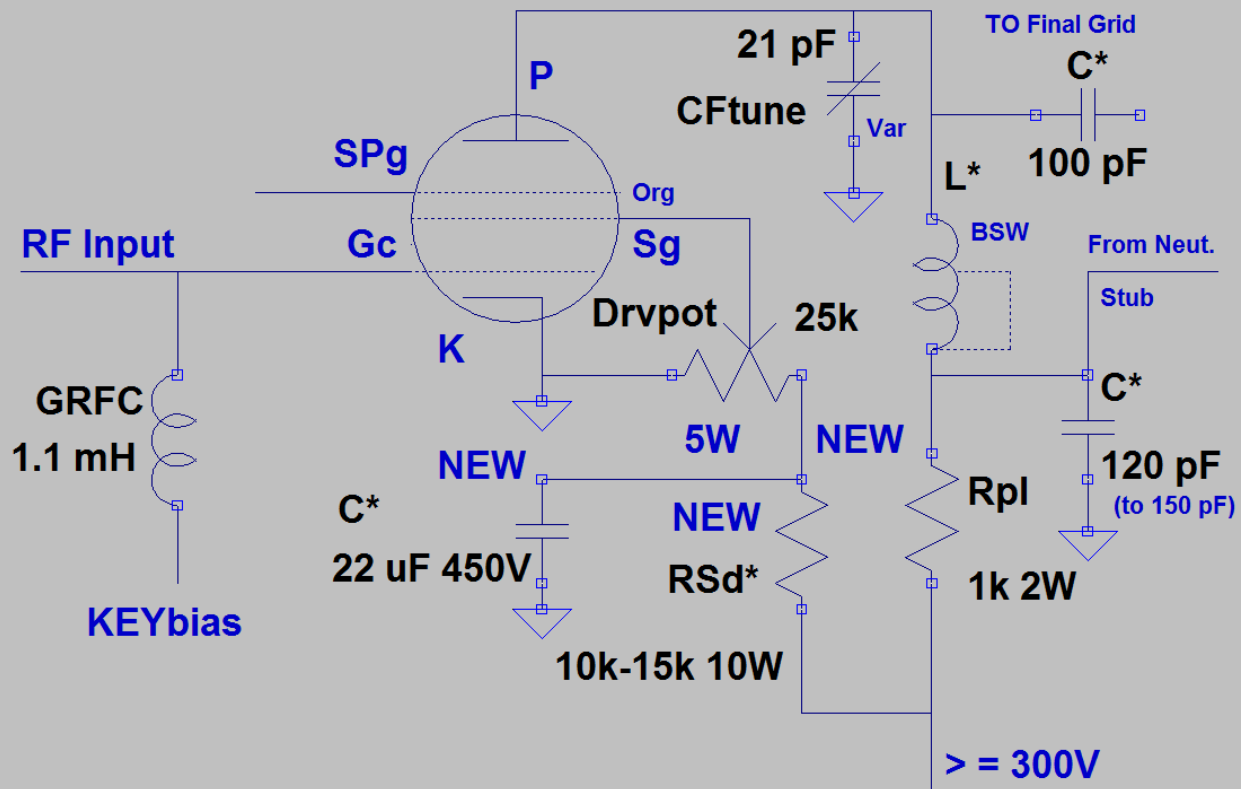 TO Final Grid
21 pF
C*
P
CFtune
Var
100 pF
SPg
Org
L*
RF Input
Gc
Sg
BSW
From Neut.
Stub
Drvpot
25k
K
GRFC
C*
1.1 mH
5W
NEW
NEW
120 pF
Rpl
(to 150 pF)
C*
NEW
22 uF 450V
RSd*
1k 2W
KEYbias
10k-15k 10W
> = 300V